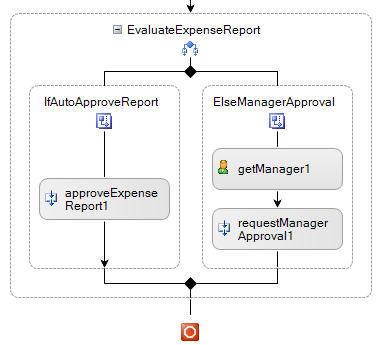 EvaluateExpenseReport
IfAutoApproveReport
ElseManagerApproval
approveExpense
Report1
getManager1
requestManager
Approval1